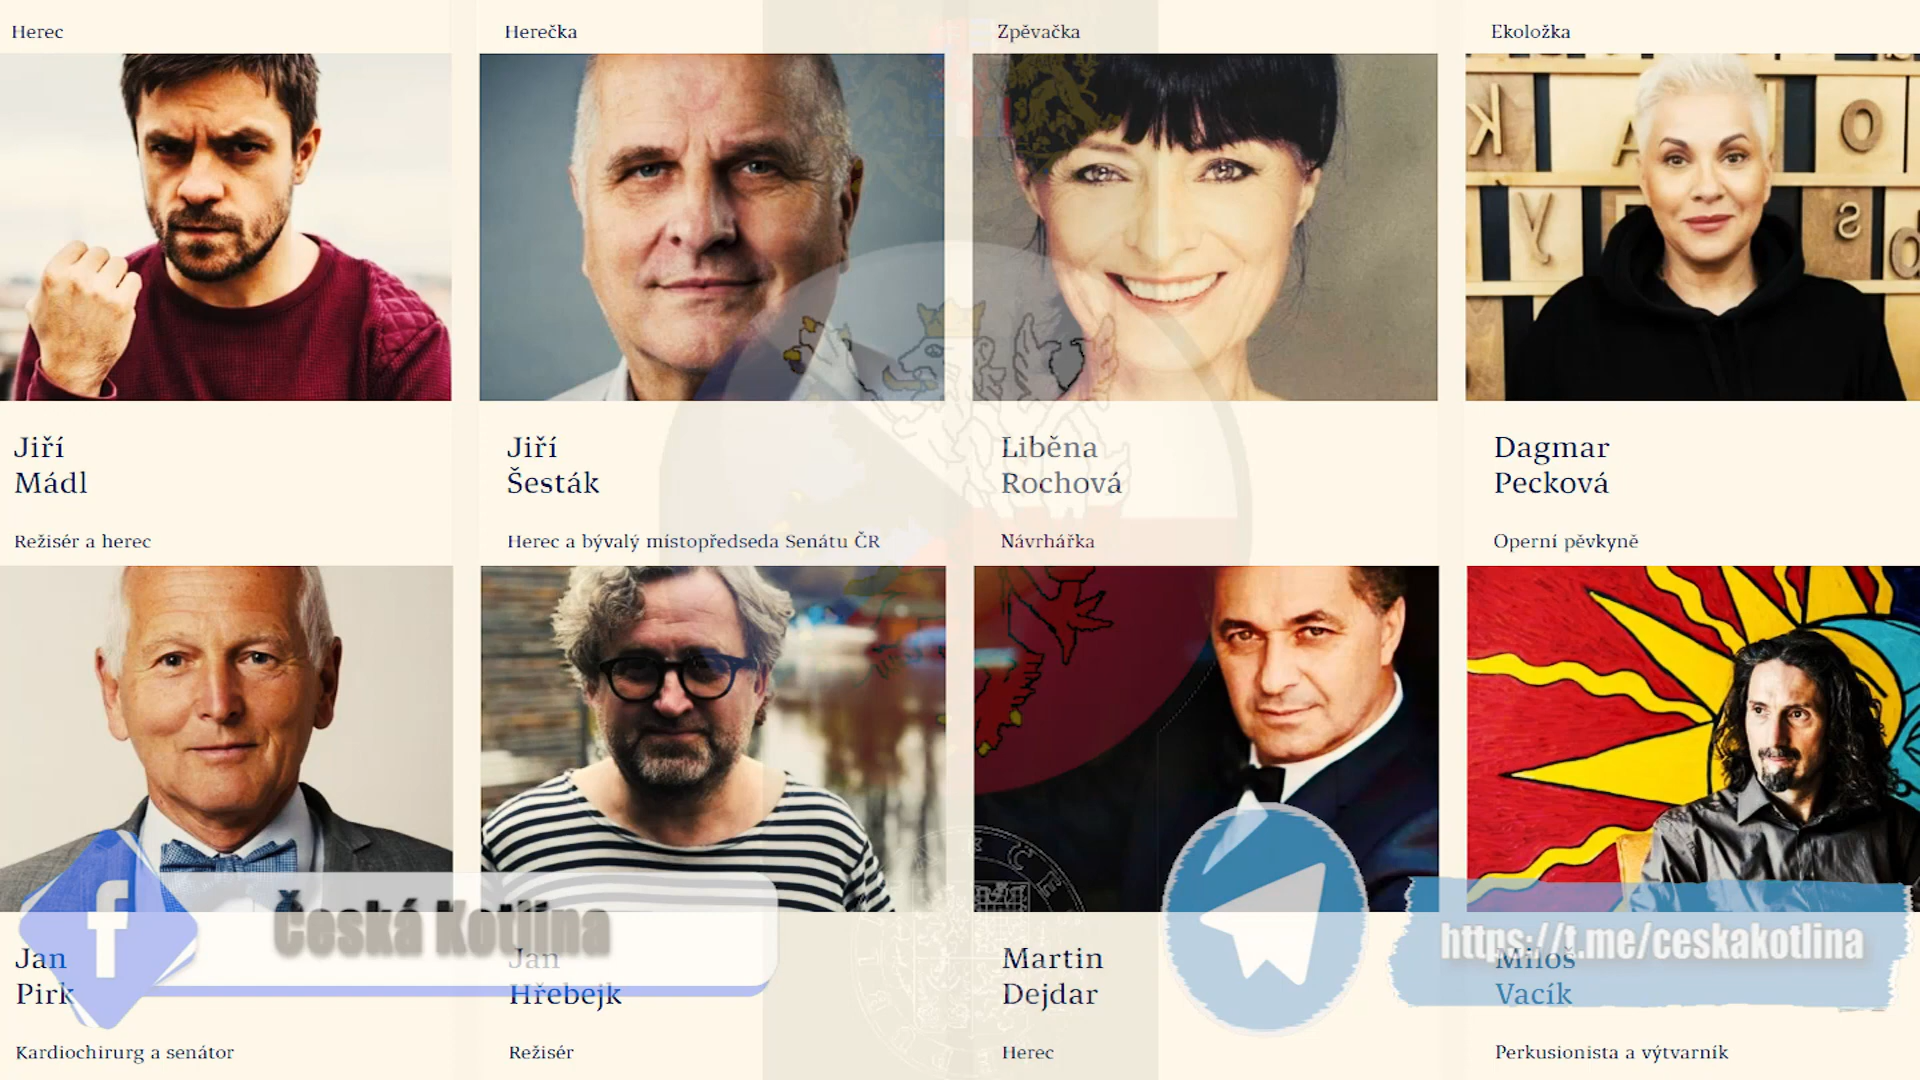 Herec
Herečka
Zpěvačka
Ekoložka
Jiří
Mádl
Jiří
Šesták
Liběna
Rochová
Dagmar
Pecková
Režisér a herec
Herec a bývalý místopředseda Senátu ČR
Návrhářka
Operní pěvkyně
Česká Kotlina
https://t.me/ceskakotlina
Jan
Pirk
Jan
Hřebejk
Martin
Dejdar
Miloš
Vacík
Kardiochirurg a senátor
Režisér
Herec
Perkusionista a výtvarník